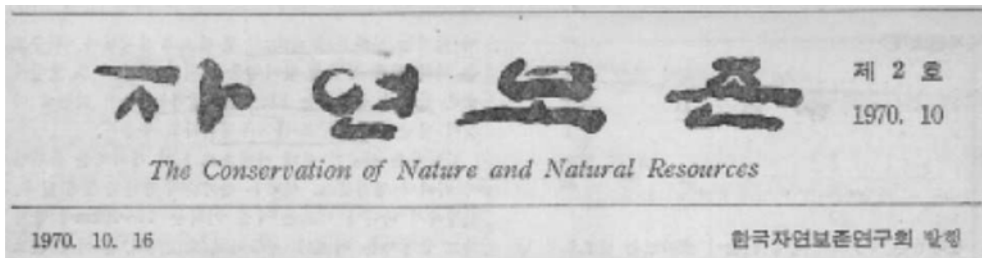 자연보존
제 2 호
1970. 10
The Conservation of Nature and Natural Resources
1970. 10. 16
한국자연보존연구회 발행